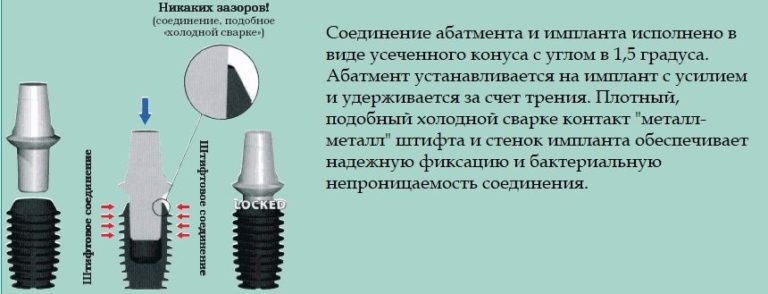 Никаких зазоров!
(соединение, подобное
«холодной сварке»)
Штифтовое соединение
Штифтовое соединение
LOCKED
Соединение абатмента и импланта исполнено в
виде усеченного конуса с углом в 1,5 градуса.
Абатмент устанавливается на имплант с усилием
и удерживается за счет трения. Плотный,
подобный холодной сварке контакт "металл-
металл" штифта и стенок импланта обеспечивает
надежную фиксацию и бактериальную
непроницаемость соединения.